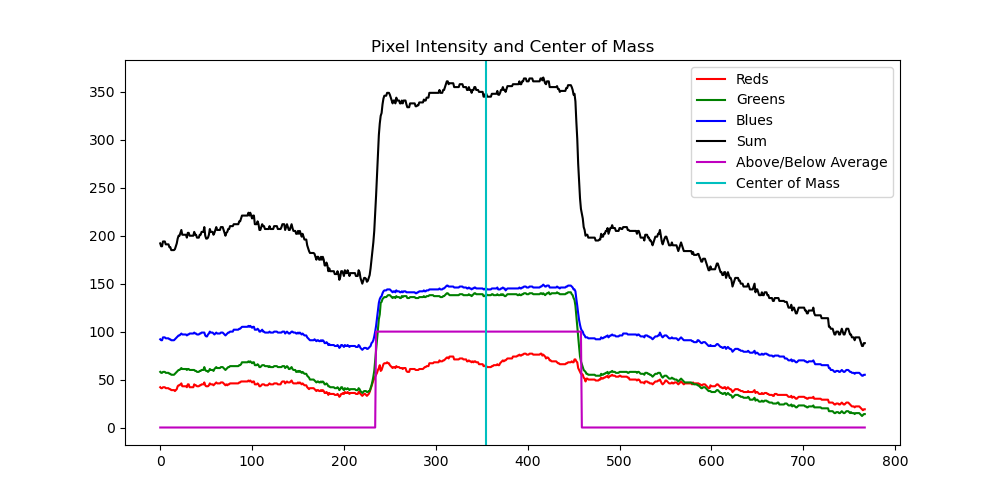 Pixel Intensity and Center of Mass
Reds
Greens
Blues
Sum
Above/Below Average
Center of Mass
350
300
250
200
150
100
50
0
0 100 200 300 400 500 600 700 800